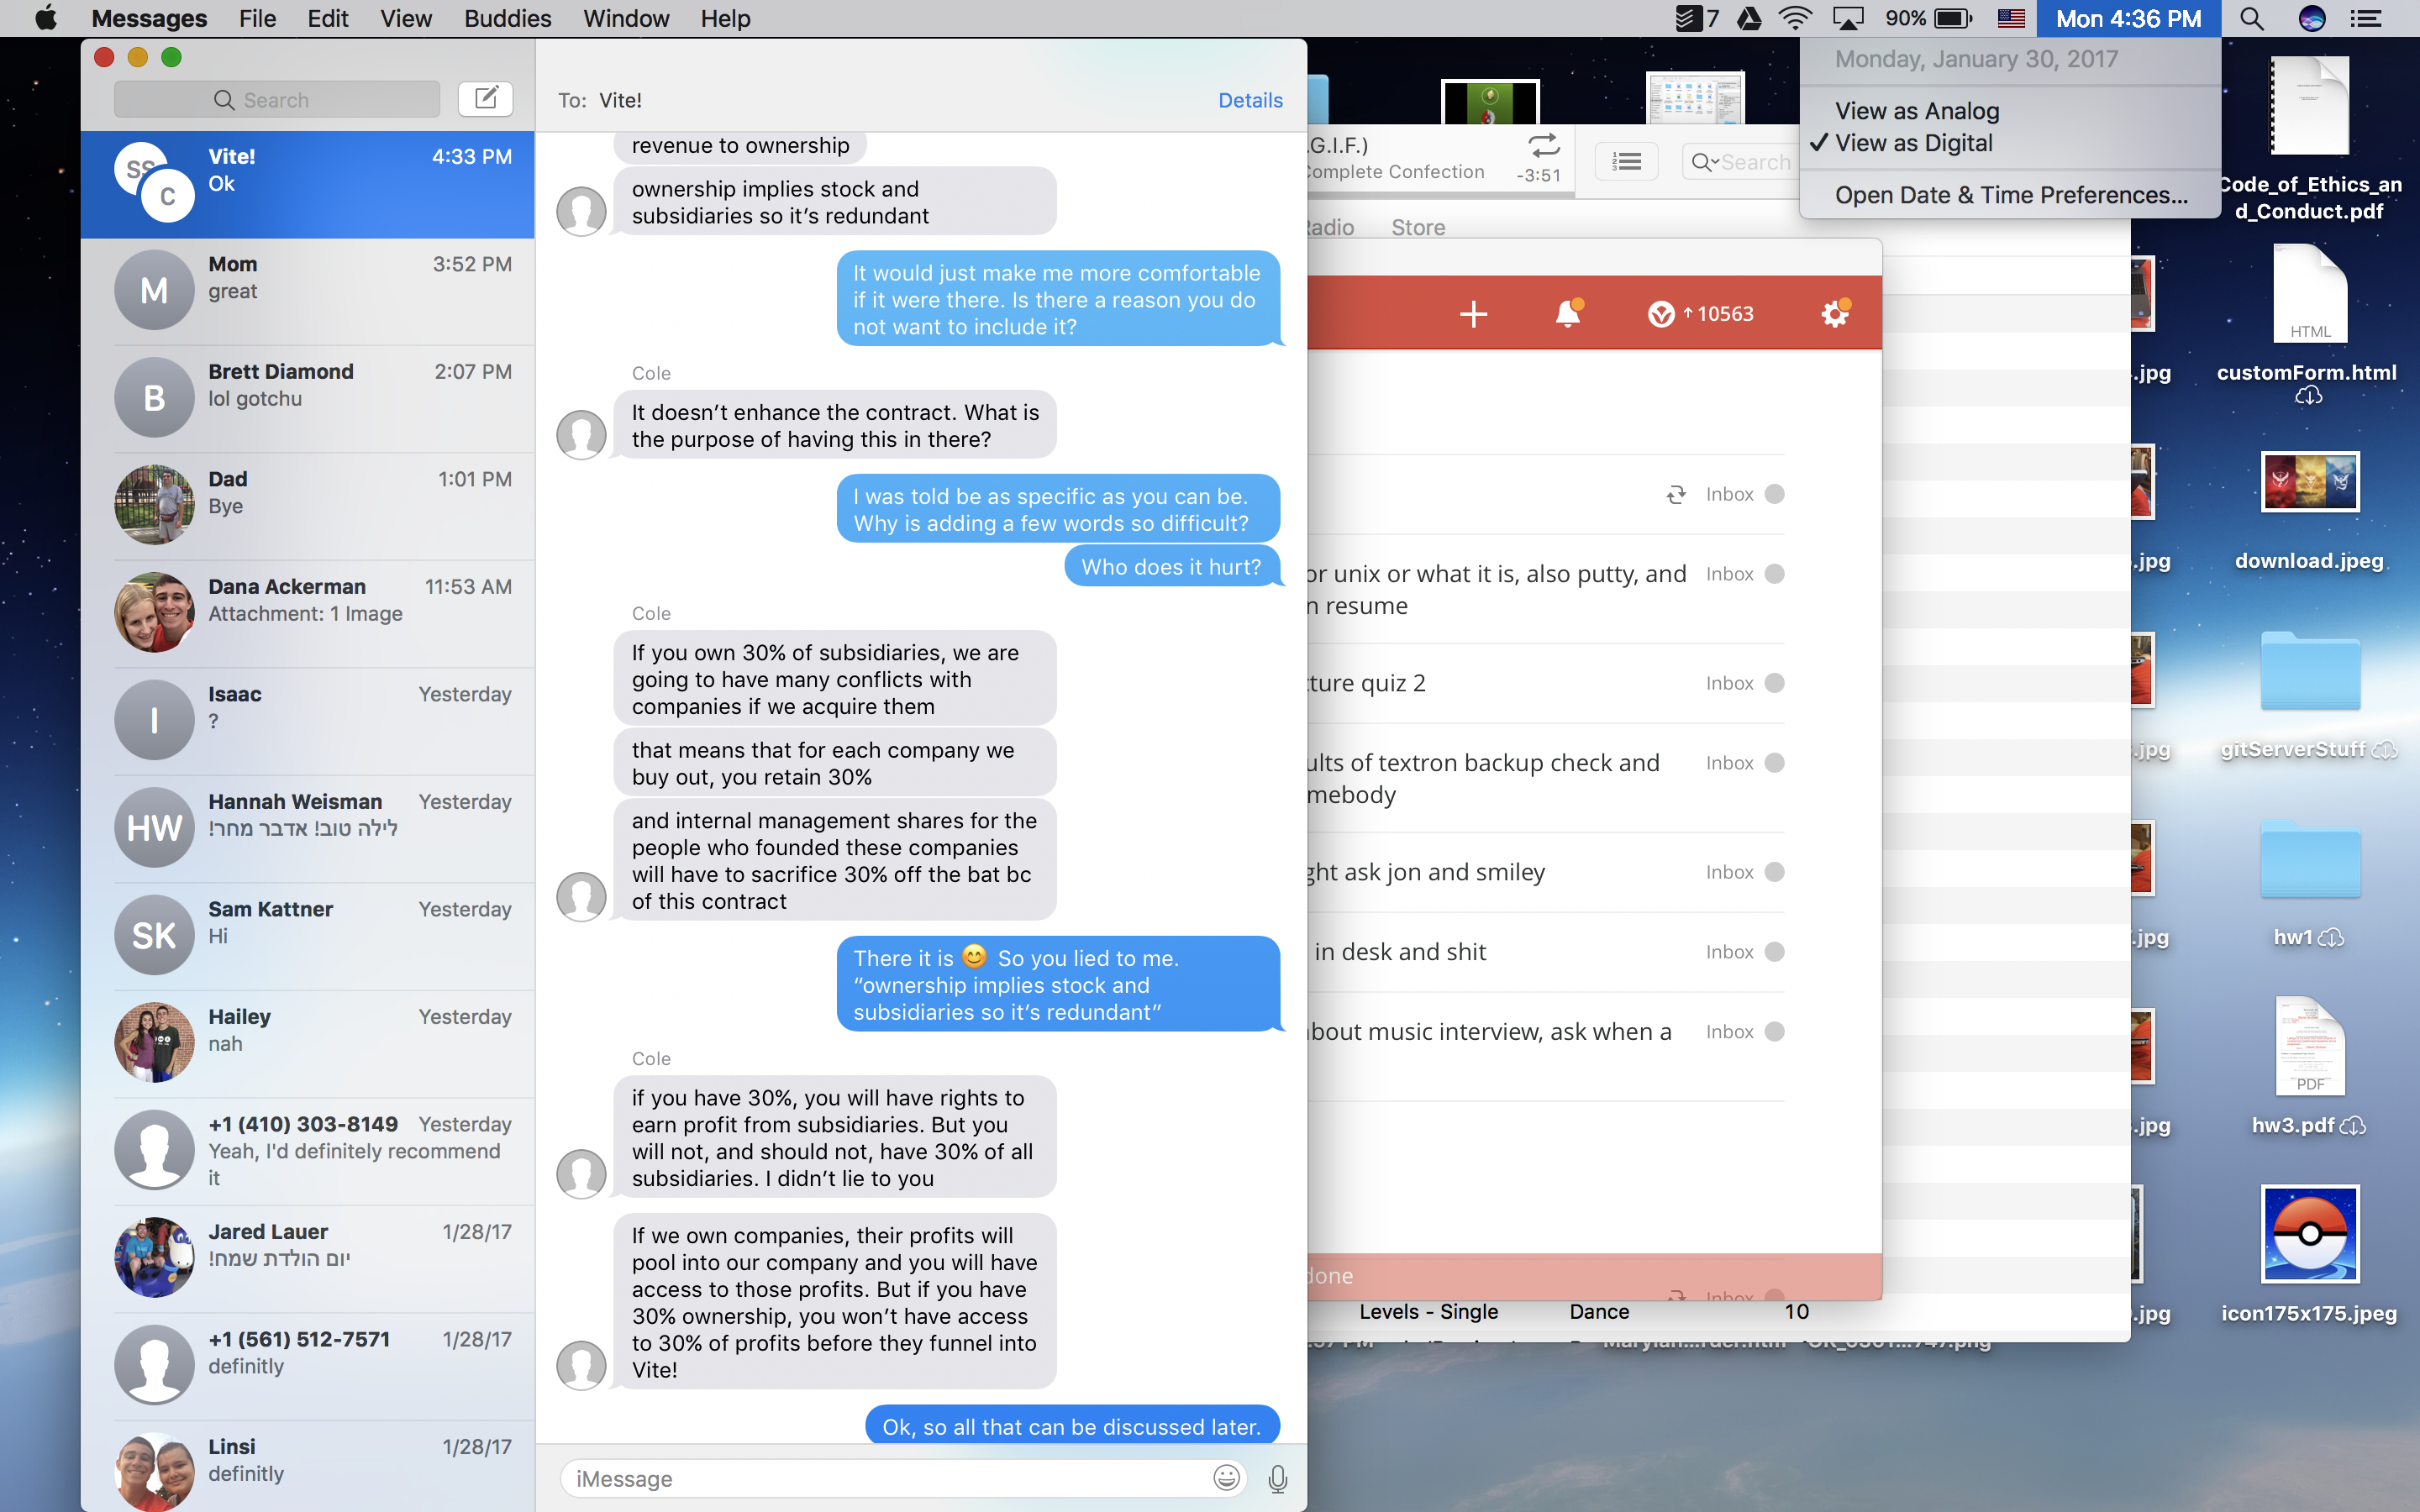 Messages File Edit View Buddies Window Help
7 90% Mon 4:36 PM
Monday, January 30, 2017
View as Analog
✓ View as Digital
Open Date & Time Preferences...
Search
SS
C
Vite! 4:33 PM
Ok
M
Mom 3:52 PM
great
B
Brett Diamond 2:07 PM
lol gotchu
Dad 1:01 PM
Bye
Dana Ackerman 11:53 AM
Attachment: 1 Image
I
Isaac Yesterday
?
HW
Hannah Weisman Yesterday
לילה טוב! אדבר מחר!
SK
Sam Kattner Yesterday
Hi
Hailey Yesterday
nah
+1 (410) 303-8149 Yesterday
Yeah, I'd definitely recommend
it
Jared Lauer 1/28/17
יום הולדת שמח!
+1 (561) 512-7571 1/28/17
definitly
Linsi 1/28/17
definitly
To: Vite! Details
revenue to ownership
ownership implies stock and
subsidiaries so it’s redundant
It would just make me more comfortable
if it were there. Is there a reason you do
not want to include it?
Cole
It doesn’t enhance the contract. What is
the purpose of having this in there?
I was told be as specific as you can be.
Why is adding a few words so difficult?
Who does it hurt?
Cole
If you own 30% of subsidiaries, we are
going to have many conflicts with
companies if we acquire them
that means that for each company we
buy out, you retain 30%
and internal management shares for the
people who founded these companies
will have to sacrifice 30% off the bat bc
of this contract
There it is 😊 So you lied to me.
“ownership implies stock and
subsidiaries so it’s redundant”
Cole
if you have 30%, you will have rights to
earn profit from subsidiaries. But you
will not, and should not, have 30% of all
subsidiaries. I didn’t lie to you
If we own companies, their profits will
pool into our company and you will have
access to those profits. But if you have
30% ownership, you won’t have access
to 30% of profits before they funnel into
Vite!
Ok, so all that can be discussed later.
iMessage
.G.I.F.)
Complete Confection -3:51
Search
Radio Store
↑10563
Inbox
or unix or what it is, also putty, and Inbox
n resume
cture quiz 2 Inbox
ults of textron backup check and Inbox
mebody
ght ask jon and smiley Inbox
in desk and shit Inbox
about music interview, ask when a Inbox
done
Inbox
Levels - Single Dance 10
.jpg
.jpg
.jpg
.jpg
.jpg
.jpg
Code_of_Ethics_an
d_Conduct.pdf
HTML
customForm.html
download.jpeg
gitServerStuff
hw1
PDF
hw3.pdf
icon175x175.jpeg